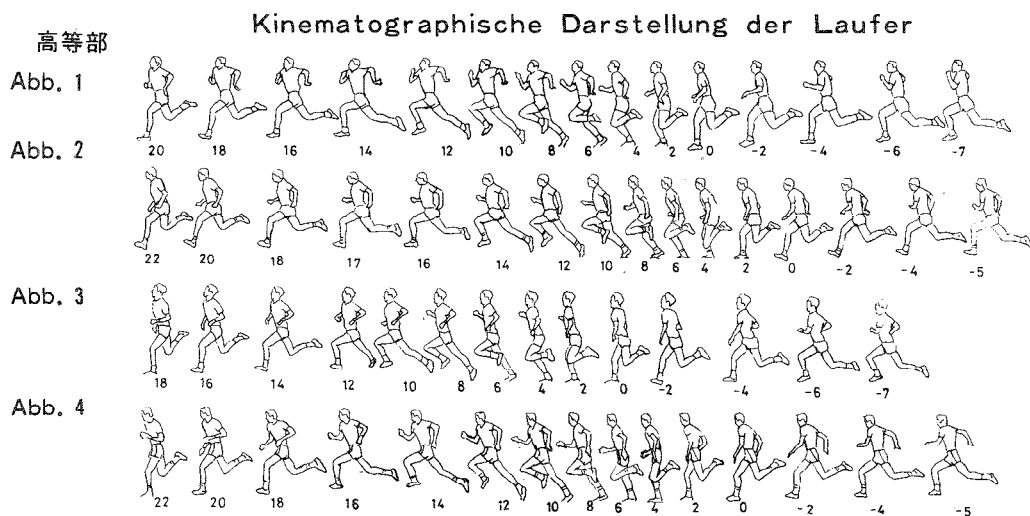 Kinematographische Darstellung der Laufer
高等部
Abb. 1
20 18 16 14 12 10 8 6 4 2 0 -2 -4 -6 -7
Abb. 2
22 20 18 17 16 14 12 10 8 6 4 2 0 -2 -4 -5
Abb. 3
18 16 14 12 10 8 6 4 2 0 -2 -4 -6 -7
Abb. 4
22 20 18 16 14 12 10 8 6 4 2 0 -2 -4 -5